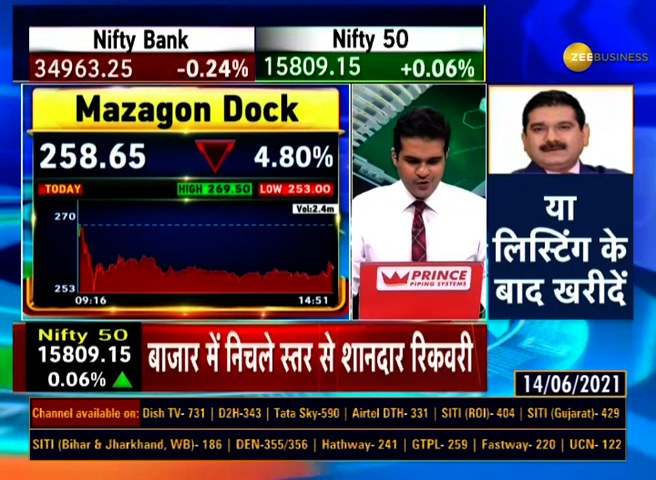 Nifty Bank
34963.25 -0.24%
Nifty 50
15809.15 +0.06%
ZEE BUSINESS
Mazagon Dock
258.65 4.80%
TODAY HIGH 269.50 LOW 253.00
Vol:2.4m
270
253
09:16 14:51
PRINCE
PIPING SYSTEMS
या
लिस्टिंग के
बाद खरीदें
Nifty 50
15809.15
0.06%
बाजार में निचले स्तर से शानदार रिकवरी
14/06/2021
Channel available on: Dish TV- 731 | D2H-343 | Tata Sky-590 | Airtel DTH- 331 | SITI (ROI)- 404 | SITI (Gujarat)- 429
SITI (Bihar & Jharkhand, WB)- 186 | DEN-355/356 | Hathway- 241 | GTPL- 259 | Fastway- 220 | UCN- 122